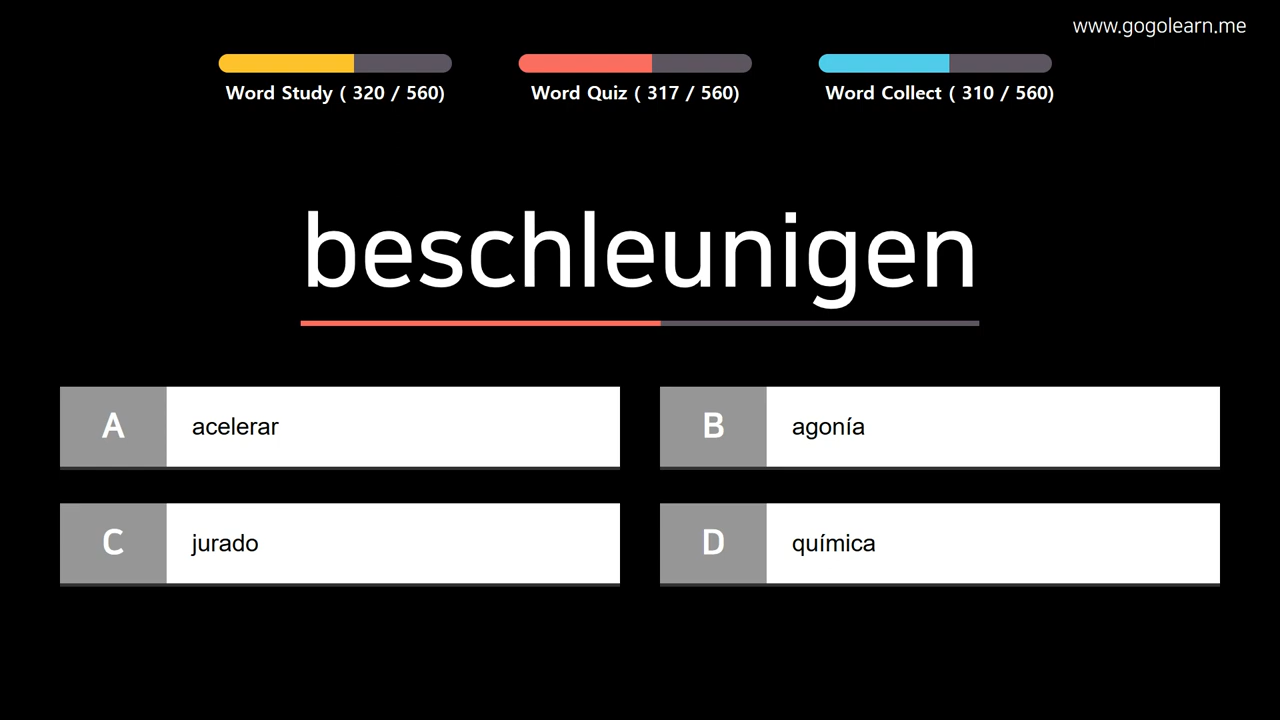 www.gogolearn.me
Word Study ( 320 / 560)
Word Quiz ( 317 / 560)
Word Collect ( 310 / 560)
beschleunigen
A acelerar
B agonía
C jurado
D química